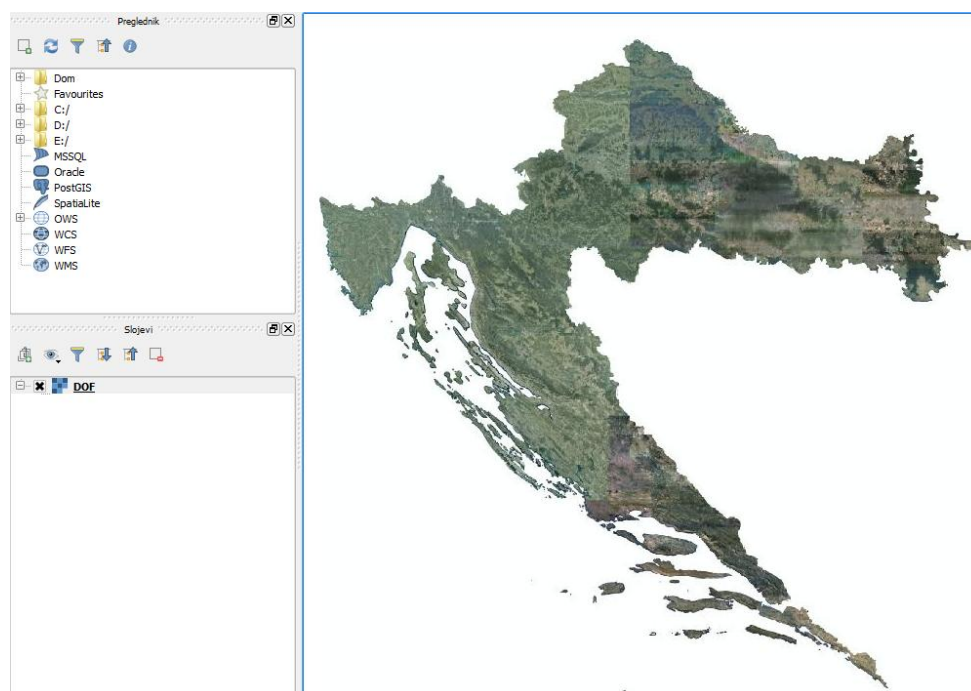 Preglednik
Dom
Favourites
C:/
D:/
E:/
MSSQL
Oracle
PostGIS
SpatiaLite
OWS
WCS
WFS
WMS
Slojevi
DOF